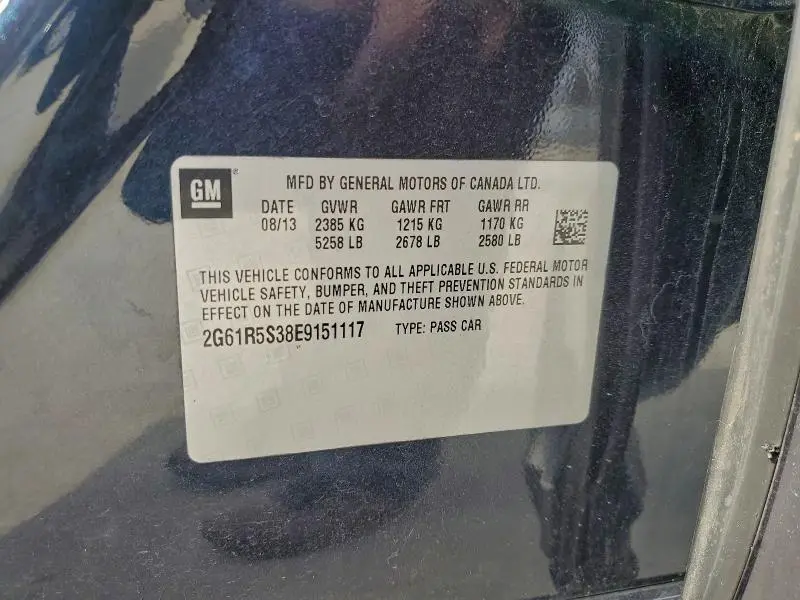 GM
MFD BY GENERAL MOTORS OF CANADA LTD.
DATE GVWR GAWR FRT GAWR RR
08/13 2385 KG 1215 KG 1170 KG
5258 LB 2678 LB 2580 LB
THIS VEHICLE CONFORMS TO ALL APPLICABLE U.S. FEDERAL MOTOR
VEHICLE SAFETY, BUMPER, AND THEFT PREVENTION STANDARDS IN
EFFECT ON THE DATE OF MANUFACTURE SHOWN ABOVE.
2G61R5S38E9151117 TYPE: PASS CAR